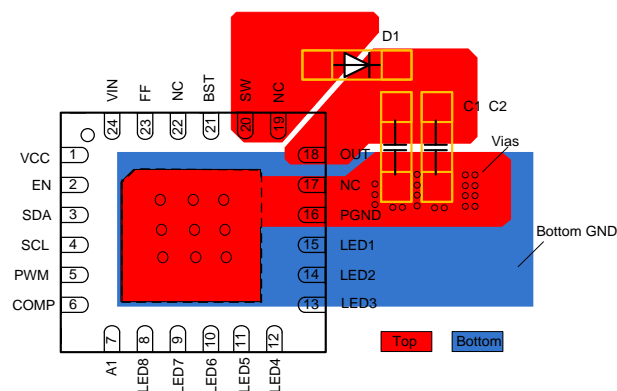 D1
VIN
FF
NC
BST
SW
NC
24
23
22
21
20
19
C1 C2
VCC 1
18 OUT
Vias
EN 2
17 NC
SDA 3
16 PGND
SCL 4
15 LED1
Bottom GND
PWM 5
14 LED2
COMP 6
13 LED3
7
8
9
10
11
12
A1
LED8
LED7
LED6
LED5
LED4
Top
Bottom